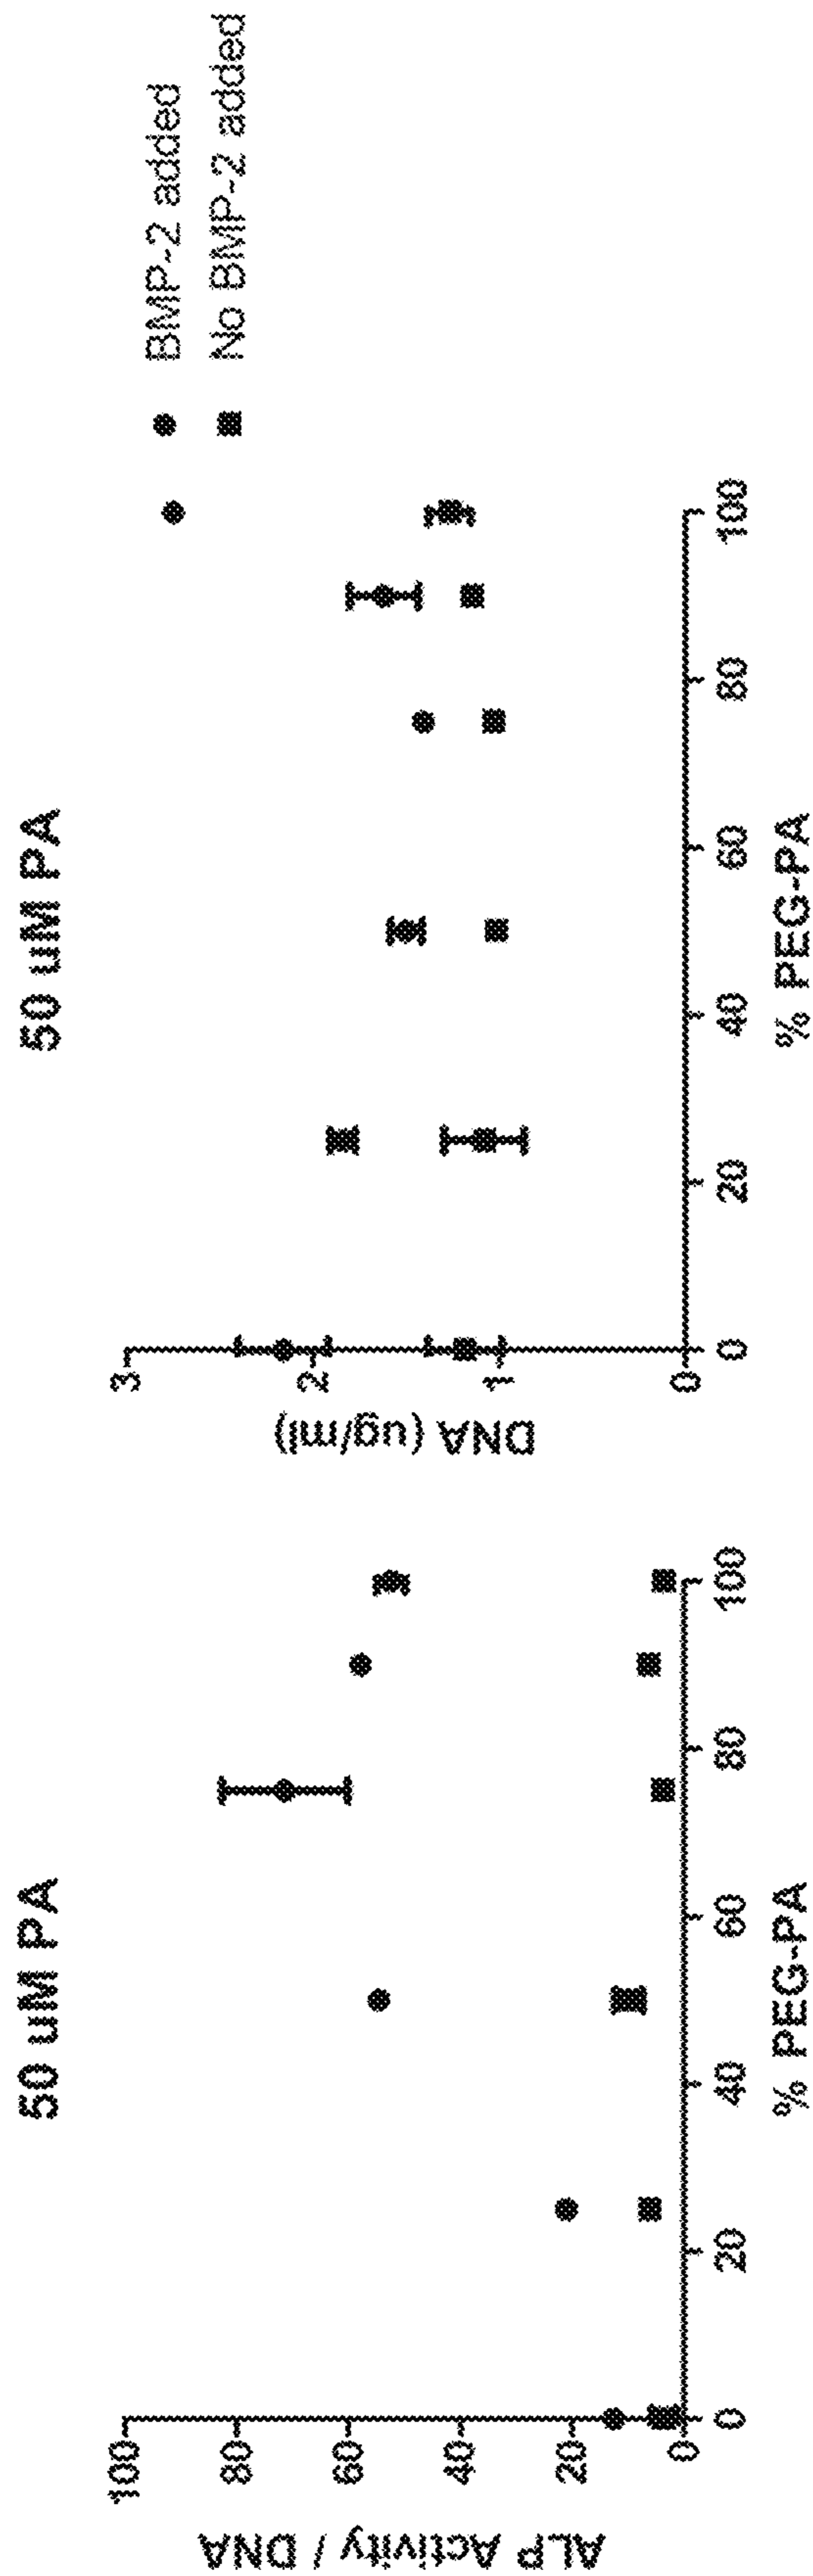 50 uM PA
ALP Activity / DNA
100
80
60
40
20
0
0 20 40 60 80 100
% PEG-PA
50 uM PA
DNA (ug/ml)
3
2
1
0
0 20 40 60 80 100
% PEG-PA
BMP-2 added
No BMP-2 added